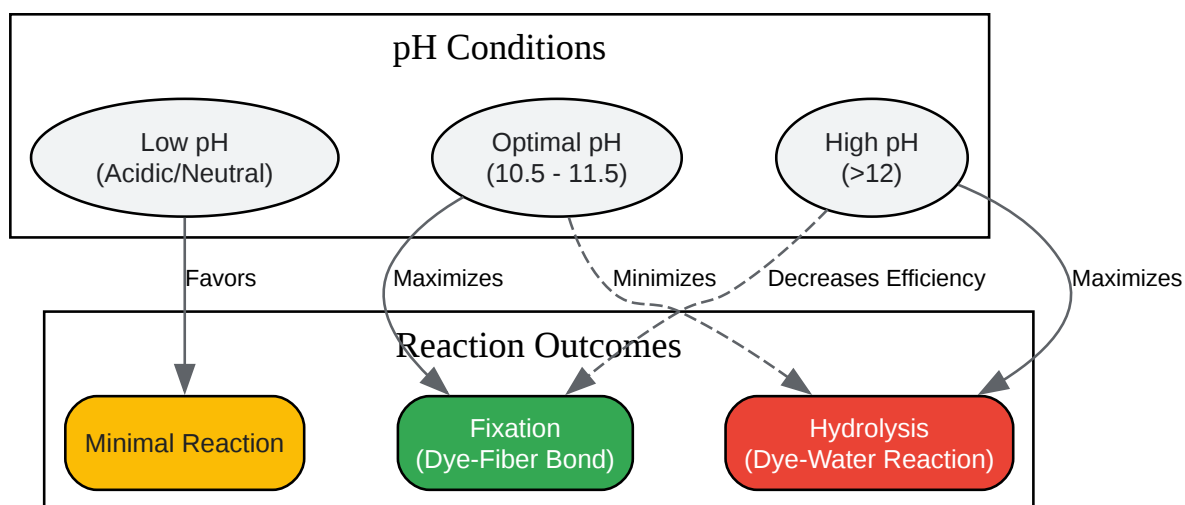 pH Conditions
Low pH
(Acidic/Neutral)
Optimal pH
(10.5 - 11.5)
High pH
(>12)
Favors
Maximizes
Minimizes
Decreases Efficiency
Maximizes
Reaction Outcomes
Minimal Reaction
Fixation
(Dye-Fiber Bond)
Hydrolysis
(Dye-Water Reaction)